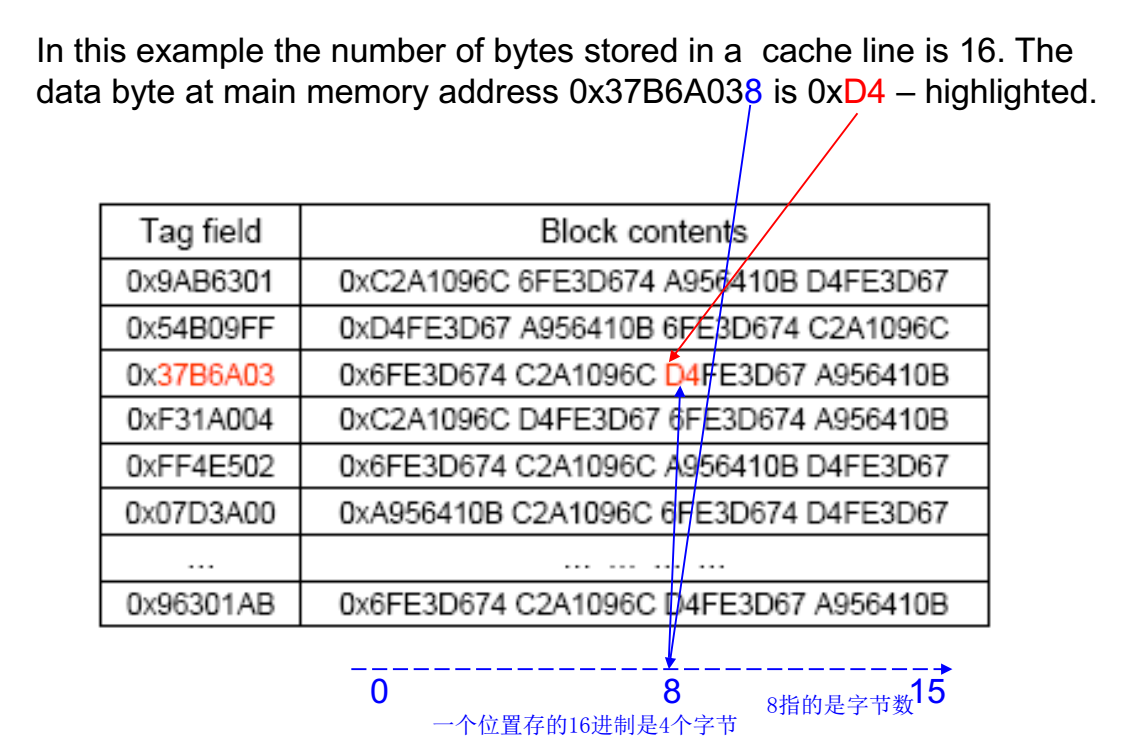 In this example the number of bytes stored in a cache line is 16. The
data byte at main memory address 0x37B6A038 is 0xD4 – highlighted.
Tag field Block contents
0x9AB6301 0xC2A1096C 6FE3D674 A956410B D4FE3D67
0x54B09FF 0xD4FE3D67 A956410B 6FE3D674 C2A1096C
0x37B6A03 0x6FE3D674 C2A1096C D4FE3D67 A956410B
0xF31A004 0xC2A1096C D4FE3D67 6FE3D674 A956410B
0xFF4E502 0x6FE3D674 C2A1096C A956410B D4FE3D67
0x07D3A00 0xA956410B C2A1096C 6FE3D674 D4FE3D67
... ... ... ... ...
0x96301AB 0x6FE3D674 C2A1096C D4FE3D67 A956410B
0 8 15
8指的是字节数
一个位置存的16进制是4个字节